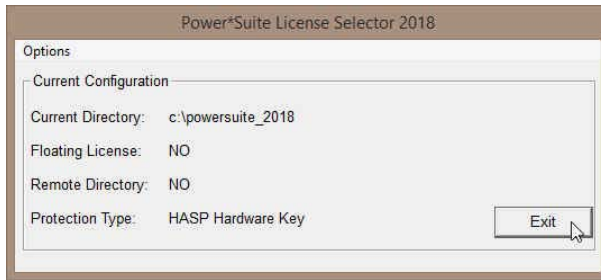 Power*Suite License Selector 2018
Options
Current Configuration
Current Directory: c:\powersuite_2018
Floating License: NO
Remote Directory: NO
Protection Type: HASP Hardware Key
Exit